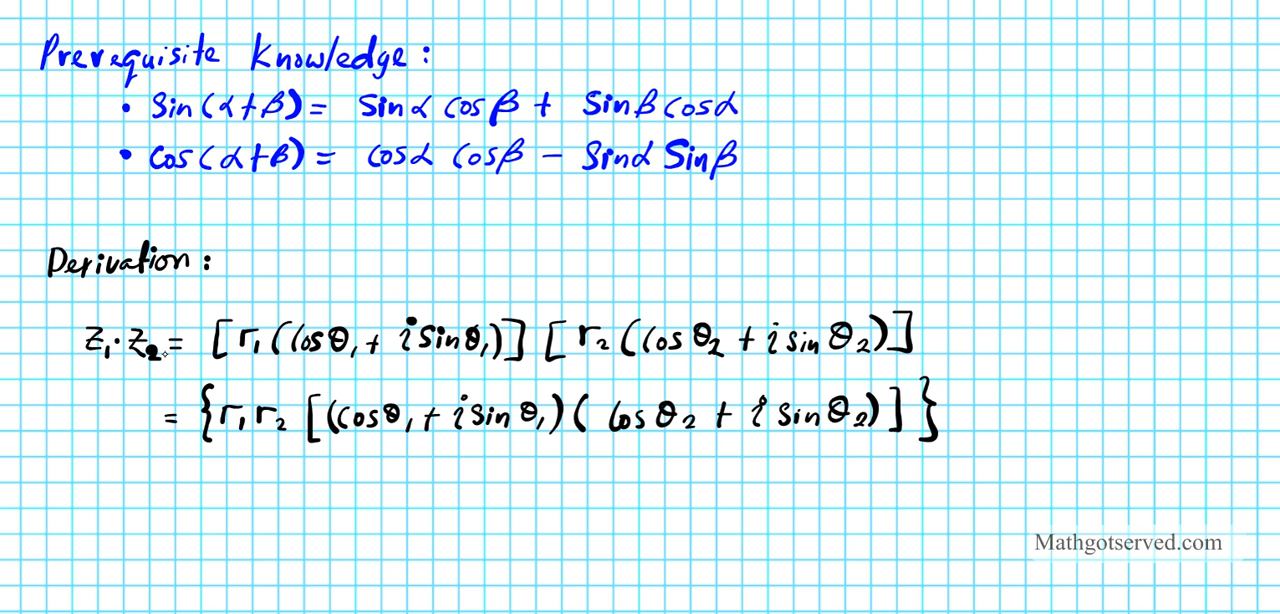 Prerequisite Knowledge:
• Sin(α+β) = Sinα cosβ + Sinβ cosα
• Cos(α+β) = cosα cosβ − Sinα Sinβ
Derivation:
z₁·z₂ = [r₁(cosθ₁ + i sinθ₁)] [r₂(cosθ₂ + i sinθ₂)]
= {r₁r₂ [(cosθ₁ + i sinθ₁)(cosθ₂ + i sinθ₂)]}
Mathgotserved.com